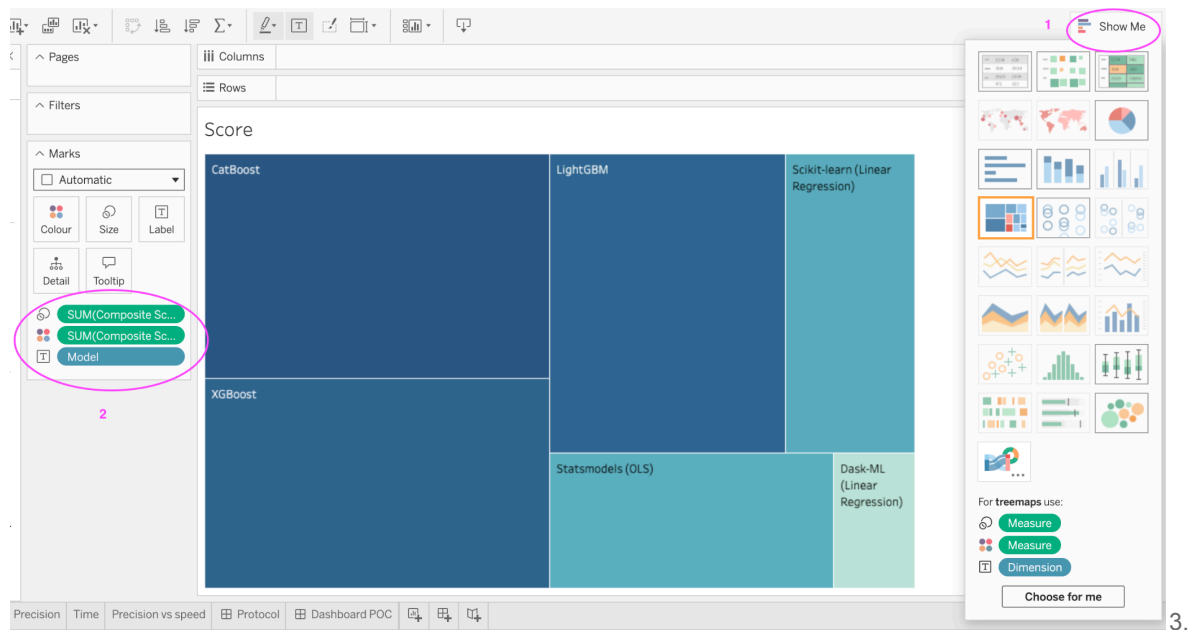 1
Show Me
Pages
Columns
Rows
Filters
Score
Marks
Automatic
Colour
Size
Label
Detail
Tooltip
SUM(Composite Sc...
SUM(Composite Sc...
Model
2
CatBoost
LightGBM
Scikit-learn (Linear
Regression)
XGBoost
Statsmodels (OLS)
Dask-ML
(Linear
Regression)
For treemaps use:
Measure
Measure
Dimension
Choose for me
Precision
Time
Precision vs speed
Protocol
Dashboard POC
3.